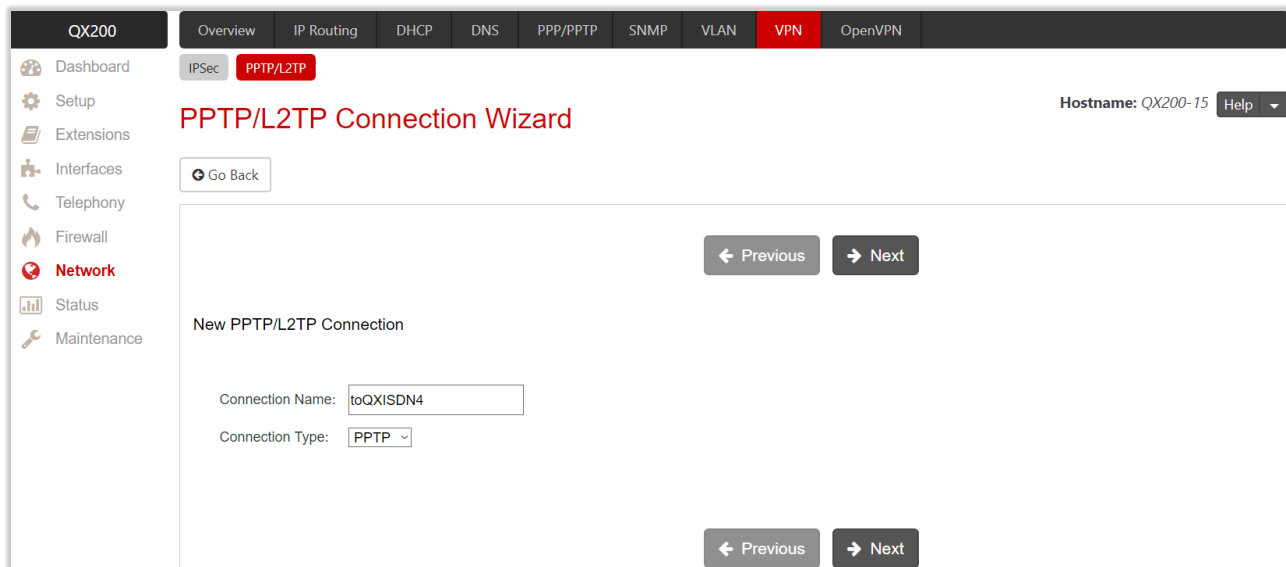 QX200
Overview IP Routing DHCP DNS PPP/PPTP SNMP VLAN VPN OpenVPN
Dashboard
Setup
Extensions
Interfaces
Telephony
Firewall
Network
Status
Maintenance
IPSec PPTP/L2TP
PPTP/L2TP Connection Wizard
Hostname: QX200-15 Help
Go Back
Previous Next
New PPTP/L2TP Connection
Connection Name: toQXISDN4
Connection Type: PPTP
Previous Next